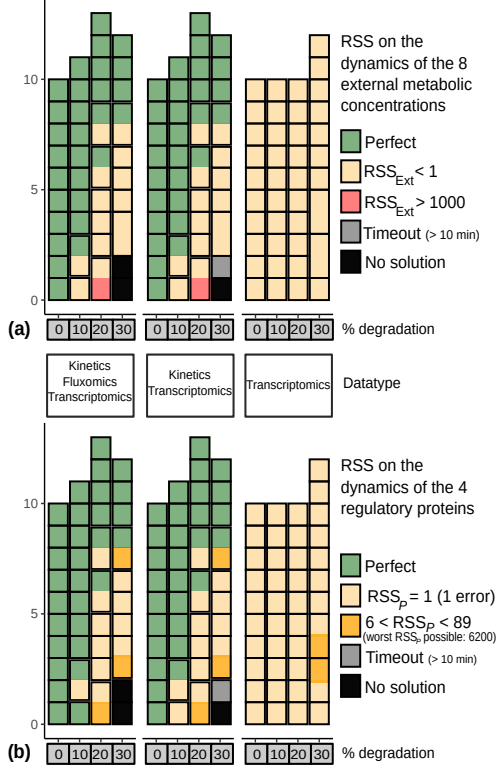 RSS on the
dynamics of the 8
external metabolic
concentrations
10
5
0
Perfect
RSS_Ext < 1
RSS_Ext > 1000
Timeout (> 10 min)
No solution
(a)
0 10 20 30 0 10 20 30 0 10 20 30 % degradation
Kinetics
Fluxomics
Transcriptomics
Kinetics
Transcriptomics
Transcriptomics
Datatype
RSS on the
dynamics of the 4
regulatory proteins
10
5
0
Perfect
RSS_P = 1 (1 error)
6 < RSS_P < 89
(worst RSS_P possible: 6200)
Timeout (> 10 min)
No solution
(b)
0 10 20 30 0 10 20 30 0 10 20 30 % degradation